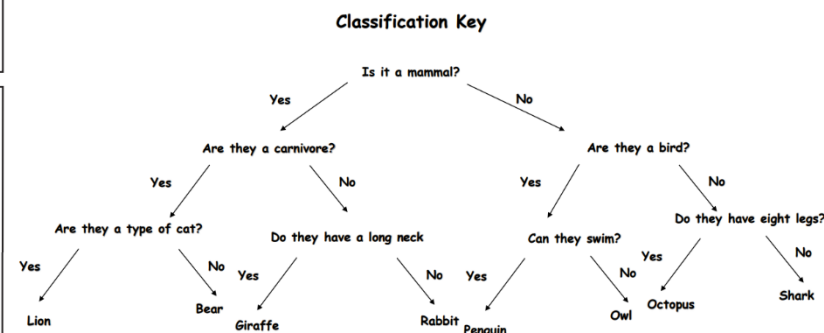 Classification Key
Is it a mammal?
Yes
No
Are they a carnivore?
Are they a bird?
Yes
No
Yes
No
Are they a type of cat?
Do they have a long neck
Can they swim?
Do they have eight legs?
Yes
No
Yes
No
Yes
No
Yes
No
Lion
Bear
Giraffe
Rabbit
Penguin
Owl
Octopus
Shark